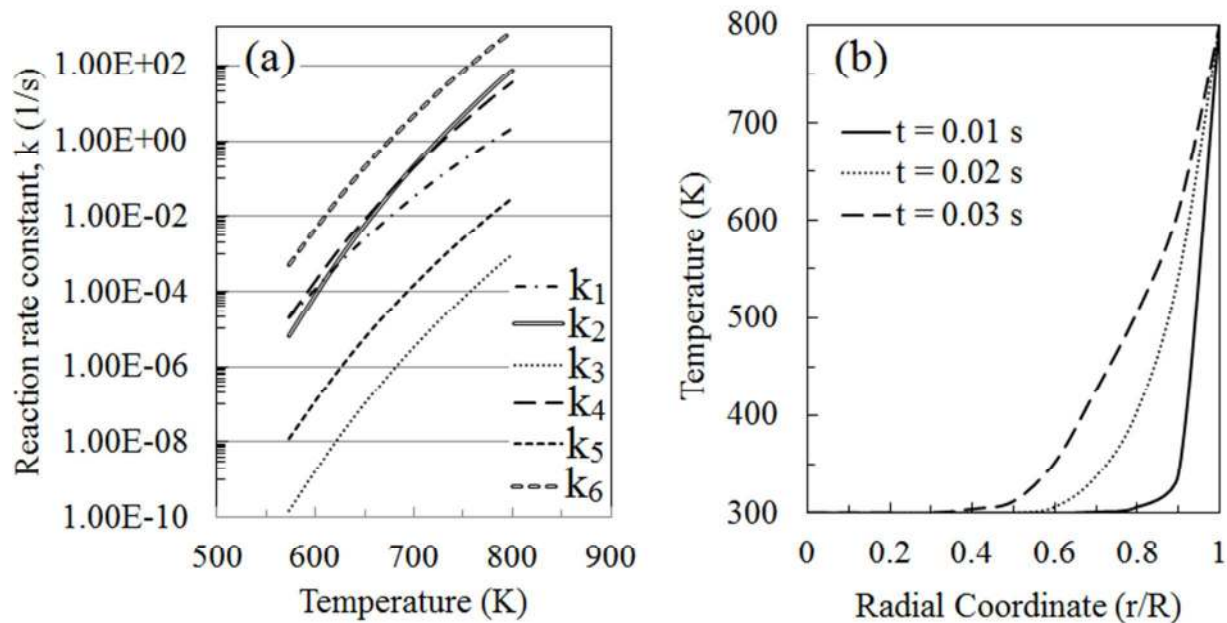 (a)
Reaction rate constant, k (1/s)
1.00E+02
1.00E+00
1.00E-02
1.00E-04
1.00E-06
1.00E-08
1.00E-10
500 600 700 800 900
Temperature (K)
k1
k2
k3
k4
k5
k6
(b)
Temperature (K)
800
700
600
500
400
300
t = 0.01 s
t = 0.02 s
t = 0.03 s
0 0.2 0.4 0.6 0.8 1
Radial Coordinate (r/R)